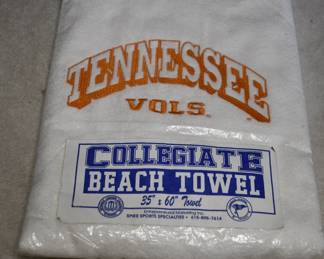 TENNESSEE
VOLS
COLLEGIATE
BEACH TOWEL
35" x 60" Towel